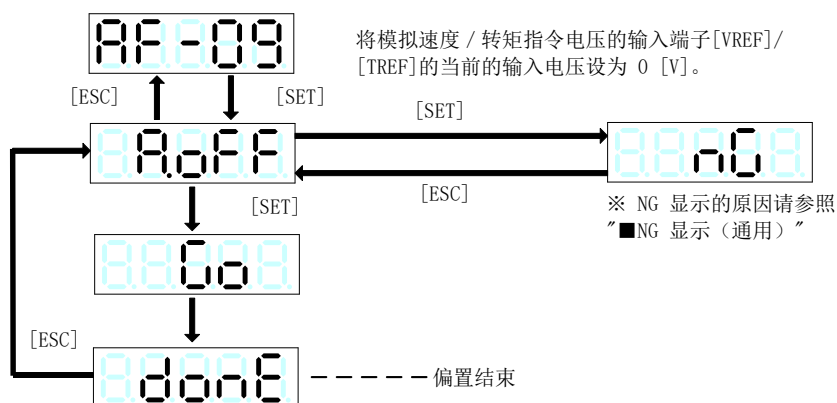 AF-09
将模拟速度 / 转矩指令电压的输入端子[VREF]/
[TREF]的当前的输入电压设为 0 [V]。
[ESC]
[SET]
[SET]
A.oFF
nG
[ESC]
[SET]
※ NG 显示的原因请参照
"■NG 显示（通用）"
Go
[ESC]
donE
偏置结束